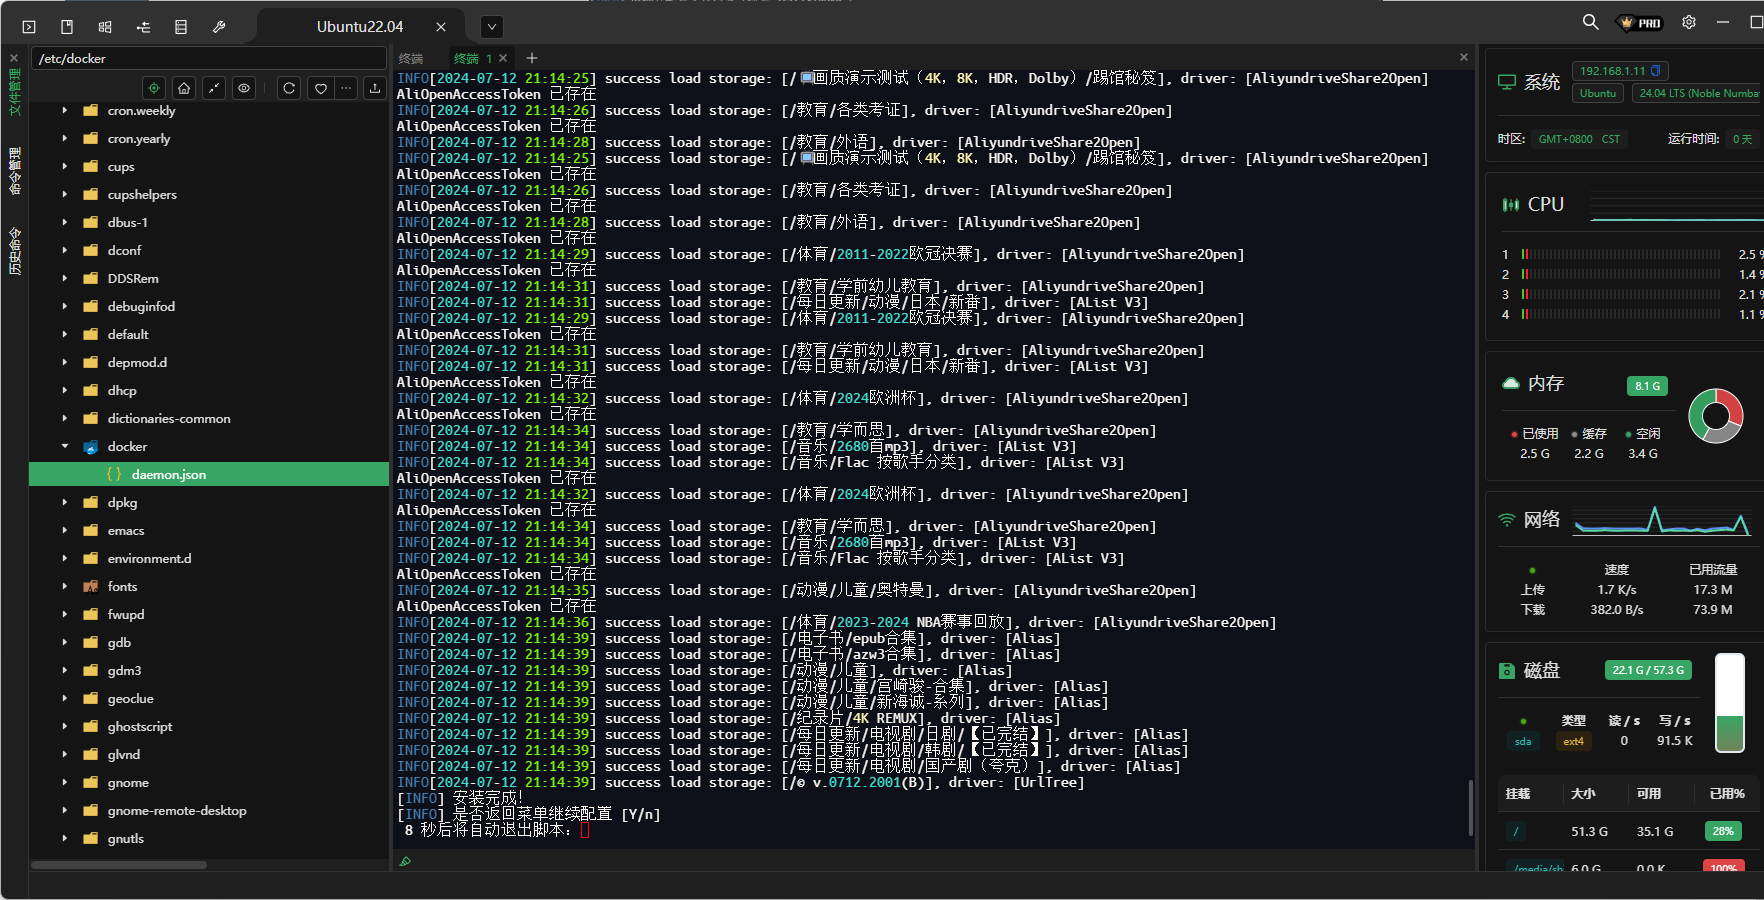 Ubuntu22.04
PRO
文件管理
命令管理
历史命令
/etc/docker
cron.weekly
cron.yearly
cups
cupshelpers
dbus-1
dconf
DDSRem
debuginfod
default
depmod.d
dhcp
dictionaries-common
docker
{ } daemon.json
dpkg
emacs
environment.d
fonts
fwupd
gdb
gdm3
geoclue
ghostscript
glvnd
gnome
gnome-remote-desktop
gnutls
终端
终端 1
INFO[2024-07-12 21:14:25] success load storage: [/💻画质演示测试（4K，8K，HDR，Dolby）/踢馆秘笈], driver: [AliyundriveShare2Open]
AliOpenAccessToken 已存在
INFO[2024-07-12 21:14:26] success load storage: [/教育/各类考证], driver: [AliyundriveShare2Open]
AliOpenAccessToken 已存在
INFO[2024-07-12 21:14:28] success load storage: [/教育/外语], driver: [AliyundriveShare2Open]
INFO[2024-07-12 21:14:25] success load storage: [/💻画质演示测试（4K，8K，HDR，Dolby）/踢馆秘笈], driver: [AliyundriveShare2Open]
AliOpenAccessToken 已存在
INFO[2024-07-12 21:14:26] success load storage: [/教育/各类考证], driver: [AliyundriveShare2Open]
AliOpenAccessToken 已存在
INFO[2024-07-12 21:14:28] success load storage: [/教育/外语], driver: [AliyundriveShare2Open]
AliOpenAccessToken 已存在
INFO[2024-07-12 21:14:29] success load storage: [/体育/2011-2022欧冠决赛], driver: [AliyundriveShare2Open]
AliOpenAccessToken 已存在
INFO[2024-07-12 21:14:31] success load storage: [/教育/学前幼儿教育], driver: [AliyundriveShare2Open]
INFO[2024-07-12 21:14:31] success load storage: [/每日更新/动漫/日本/新番], driver: [AList V3]
INFO[2024-07-12 21:14:29] success load storage: [/体育/2011-2022欧冠决赛], driver: [AliyundriveShare2Open]
AliOpenAccessToken 已存在
INFO[2024-07-12 21:14:31] success load storage: [/教育/学前幼儿教育], driver: [AliyundriveShare2Open]
INFO[2024-07-12 21:14:31] success load storage: [/每日更新/动漫/日本/新番], driver: [AList V3]
AliOpenAccessToken 已存在
INFO[2024-07-12 21:14:32] success load storage: [/体育/2024欧洲杯], driver: [AliyundriveShare2Open]
AliOpenAccessToken 已存在
INFO[2024-07-12 21:14:34] success load storage: [/教育/学而思], driver: [AliyundriveShare2Open]
INFO[2024-07-12 21:14:34] success load storage: [/音乐/2680首mp3], driver: [AList V3]
INFO[2024-07-12 21:14:34] success load storage: [/音乐/Flac 按歌手分类], driver: [AList V3]
AliOpenAccessToken 已存在
INFO[2024-07-12 21:14:32] success load storage: [/体育/2024欧洲杯], driver: [AliyundriveShare2Open]
AliOpenAccessToken 已存在
INFO[2024-07-12 21:14:34] success load storage: [/教育/学而思], driver: [AliyundriveShare2Open]
INFO[2024-07-12 21:14:34] success load storage: [/音乐/2680首mp3], driver: [AList V3]
INFO[2024-07-12 21:14:34] success load storage: [/音乐/Flac 按歌手分类], driver: [AList V3]
AliOpenAccessToken 已存在
INFO[2024-07-12 21:14:35] success load storage: [/动漫/儿童/奥特曼], driver: [AliyundriveShare2Open]
AliOpenAccessToken 已存在
INFO[2024-07-12 21:14:36] success load storage: [/体育/2023-2024 NBA赛事回放], driver: [AliyundriveShare2Open]
INFO[2024-07-12 21:14:39] success load storage: [/电子书/epub合集], driver: [Alias]
INFO[2024-07-12 21:14:39] success load storage: [/电子书/azw3合集], driver: [Alias]
INFO[2024-07-12 21:14:39] success load storage: [/动漫/儿童], driver: [Alias]
INFO[2024-07-12 21:14:39] success load storage: [/动漫/儿童/宫崎骏-合集], driver: [Alias]
INFO[2024-07-12 21:14:39] success load storage: [/动漫/儿童/新海诚-系列], driver: [Alias]
INFO[2024-07-12 21:14:39] success load storage: [/纪录片/4K REMUX], driver: [Alias]
INFO[2024-07-12 21:14:39] success load storage: [/每日更新/电视剧/日剧/【已完结】], driver: [Alias]
INFO[2024-07-12 21:14:39] success load storage: [/每日更新/电视剧/韩剧/【已完结】], driver: [Alias]
INFO[2024-07-12 21:14:39] success load storage: [/每日更新/电视剧/国产剧（夸克）], driver: [Alias]
INFO[2024-07-12 21:14:39] success load storage: [/© v.0712.2001(B)], driver: [UrlTree]
[INFO] 安装完成！
[INFO] 是否返回菜单继续配置 [Y/n]
8 秒后将自动退出脚本：
系统
192.168.1.11
Ubuntu 24.04 LTS (Noble Numba
时区: GMT+0800 CST 运行时间: 0 天
CPU
1 2.5 %
2 1.4 %
3 2.1 %
4 1.1 %
内存 8.1 G
已使用 缓存 空闲
2.5 G 2.2 G 3.4 G
网络
速度 已用流量
上传 1.7 K/s 17.3 M
下载 382.0 B/s 73.9 M
磁盘 22.1 G / 57.3 G
类型 读 / s 写 / s
sda ext4 0 91.5 K
挂载 大小 可用 已用%
/ 51.3 G 35.1 G 28%
/media/sh 6.0 G 0.0 K 100%